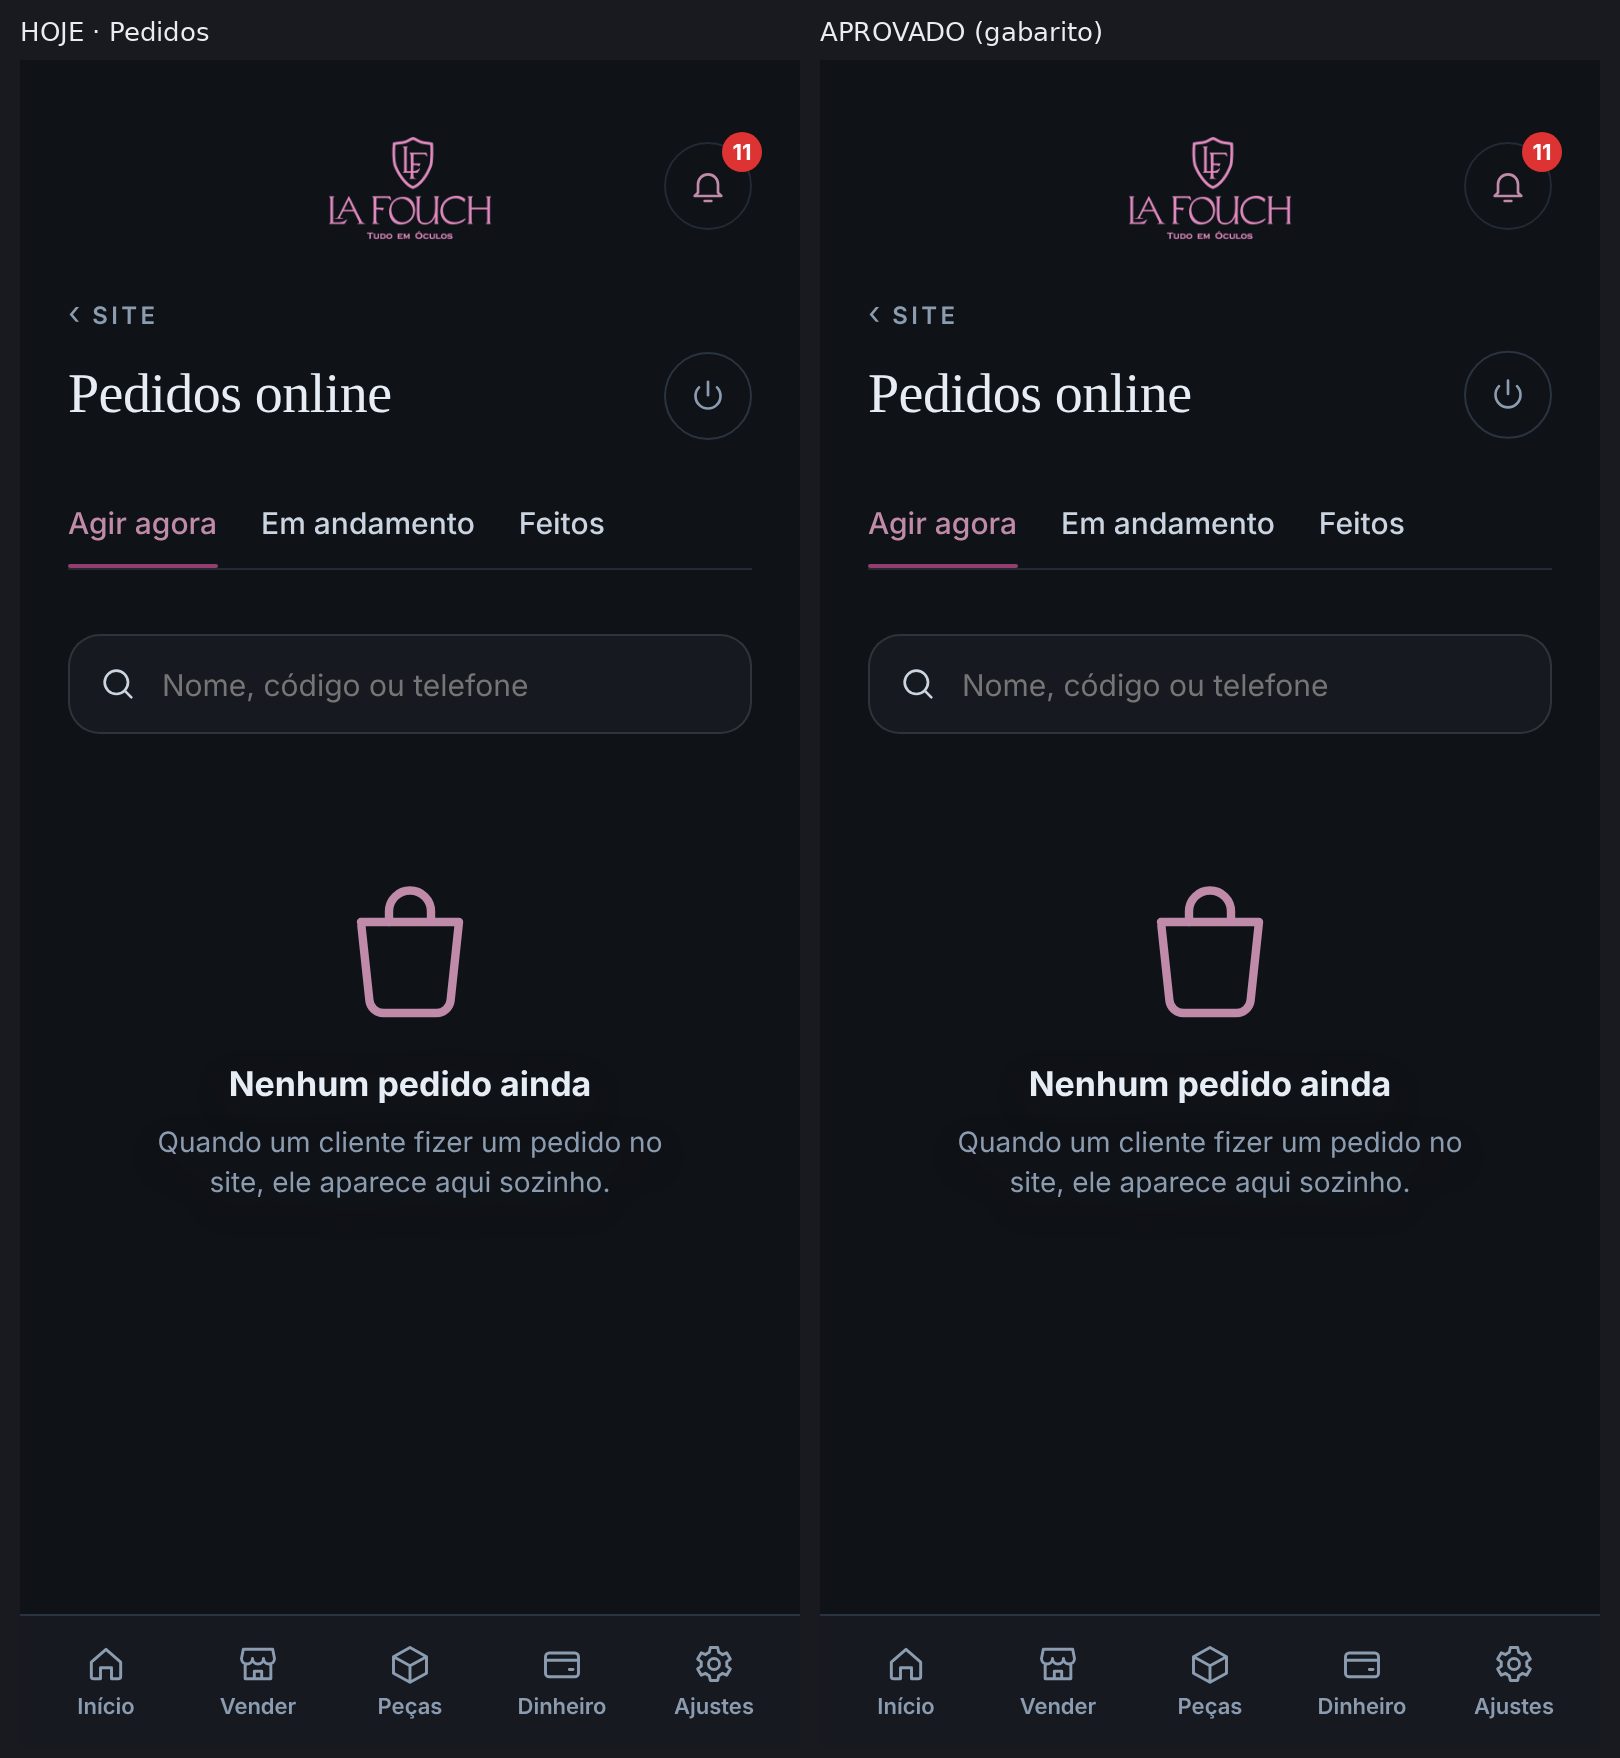 HOJE · Pedidos
LF
LA FOUCH
TUDO EM ÓCULOS
11
‹ SITE
Pedidos online
Agir agora Em andamento Feitos
Nome, código ou telefone
Nenhum pedido ainda
Quando um cliente fizer um pedido no
site, ele aparece aqui sozinho.
Início Vender Peças Dinheiro Ajustes
APROVADO (gabarito)
LF
LA FOUCH
TUDO EM ÓCULOS
11
‹ SITE
Pedidos online
Agir agora Em andamento Feitos
Nome, código ou telefone
Nenhum pedido ainda
Quando um cliente fizer um pedido no
site, ele aparece aqui sozinho.
Início Vender Peças Dinheiro Ajustes